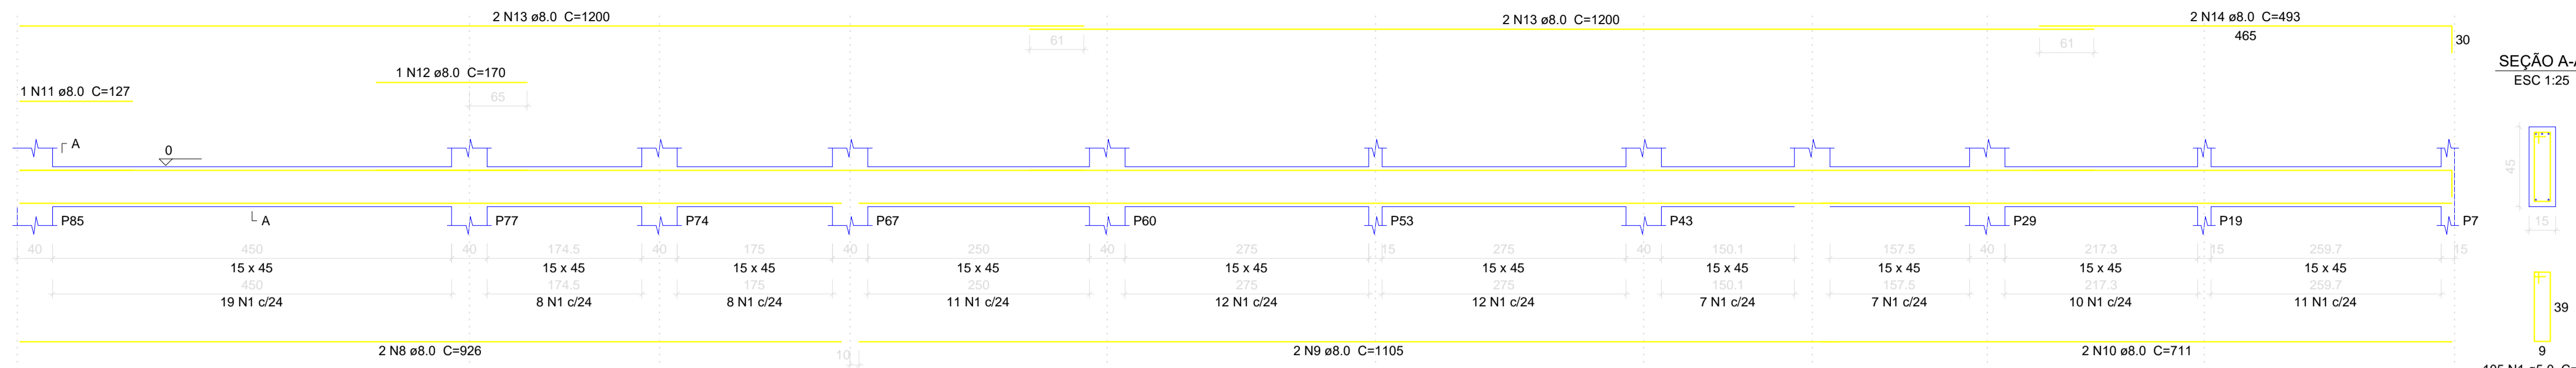 2 N13 ø8.0  C=1200
2 N13 ø8.0  C=1200
2 N14 ø8.0  C=493
61
61
465
30
1 N12 ø8.0  C=170
65
1 N11 ø8.0  C=127
SEÇÃO A-A
ESC 1:25
A
0
45
A
P85
P77
P74
P67
P60
P53
P43
P29
P19
P7
15
40 450 40 174.5 40 175 40 250 40 275 15 275 40 150.1 157.5 40 217.3 15 259.7 15
15 x 45 15 x 45 15 x 45 15 x 45 15 x 45 15 x 45 15 x 45 15 x 45 15 x 45 15 x 45
450 174.5 175 250 275 275 150.1 157.5 217.3 259.7
19 N1 c/24 8 N1 c/24 8 N1 c/24 11 N1 c/24 12 N1 c/24 12 N1 c/24 7 N1 c/24 7 N1 c/24 10 N1 c/24 11 N1 c/24
39
9
2 N8 ø8.0  C=926
10
2 N9 ø8.0  C=1105
2 N10 ø8.0  C=711
105 N1 ø5.0  C=